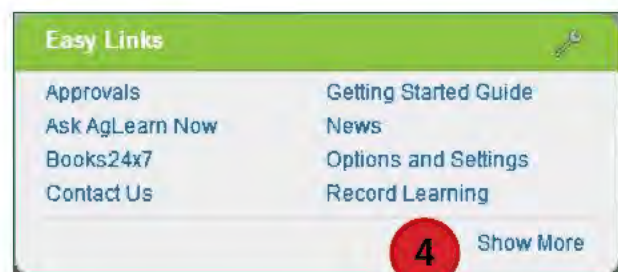 Easy Links
Approvals
Ask AgLearn Now
Books24x7
Contact Us
Getting Started Guide
News
Options and Settings
Record Learning
4
Show More